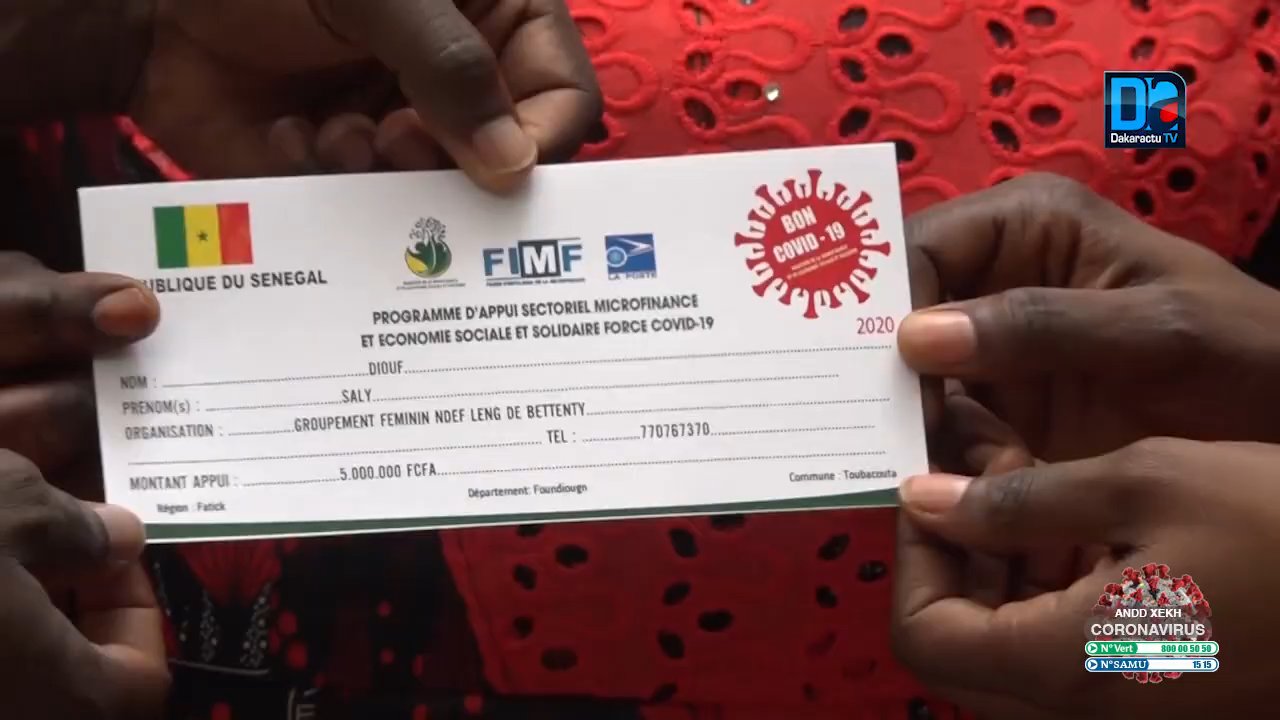 Dakaractu TV
UBLIQUE DU SENEGAL
FIMF
LA POSTE
BON
COVID-19
2020
PROGRAMME D'APPUI SECTORIEL MICROFINANCE
ET ECONOMIE SOCIALE ET SOLIDAIRE FORCE COVID-19
NOM : DIOUF
PRENOM(s) : SALY
ORGANISATION : GROUPEMENT FEMININ NDEF LENG DE BETTENTY
TEL : 770767370
MONTANT APPUI : 5.000.000 FCFA
Région : Fatick Département: Foundiougn Commune : Toubacouta
ANDD XEKH
CORONAVIRUS
N° Vert 800 00 50 50
N° SAMU 15 15